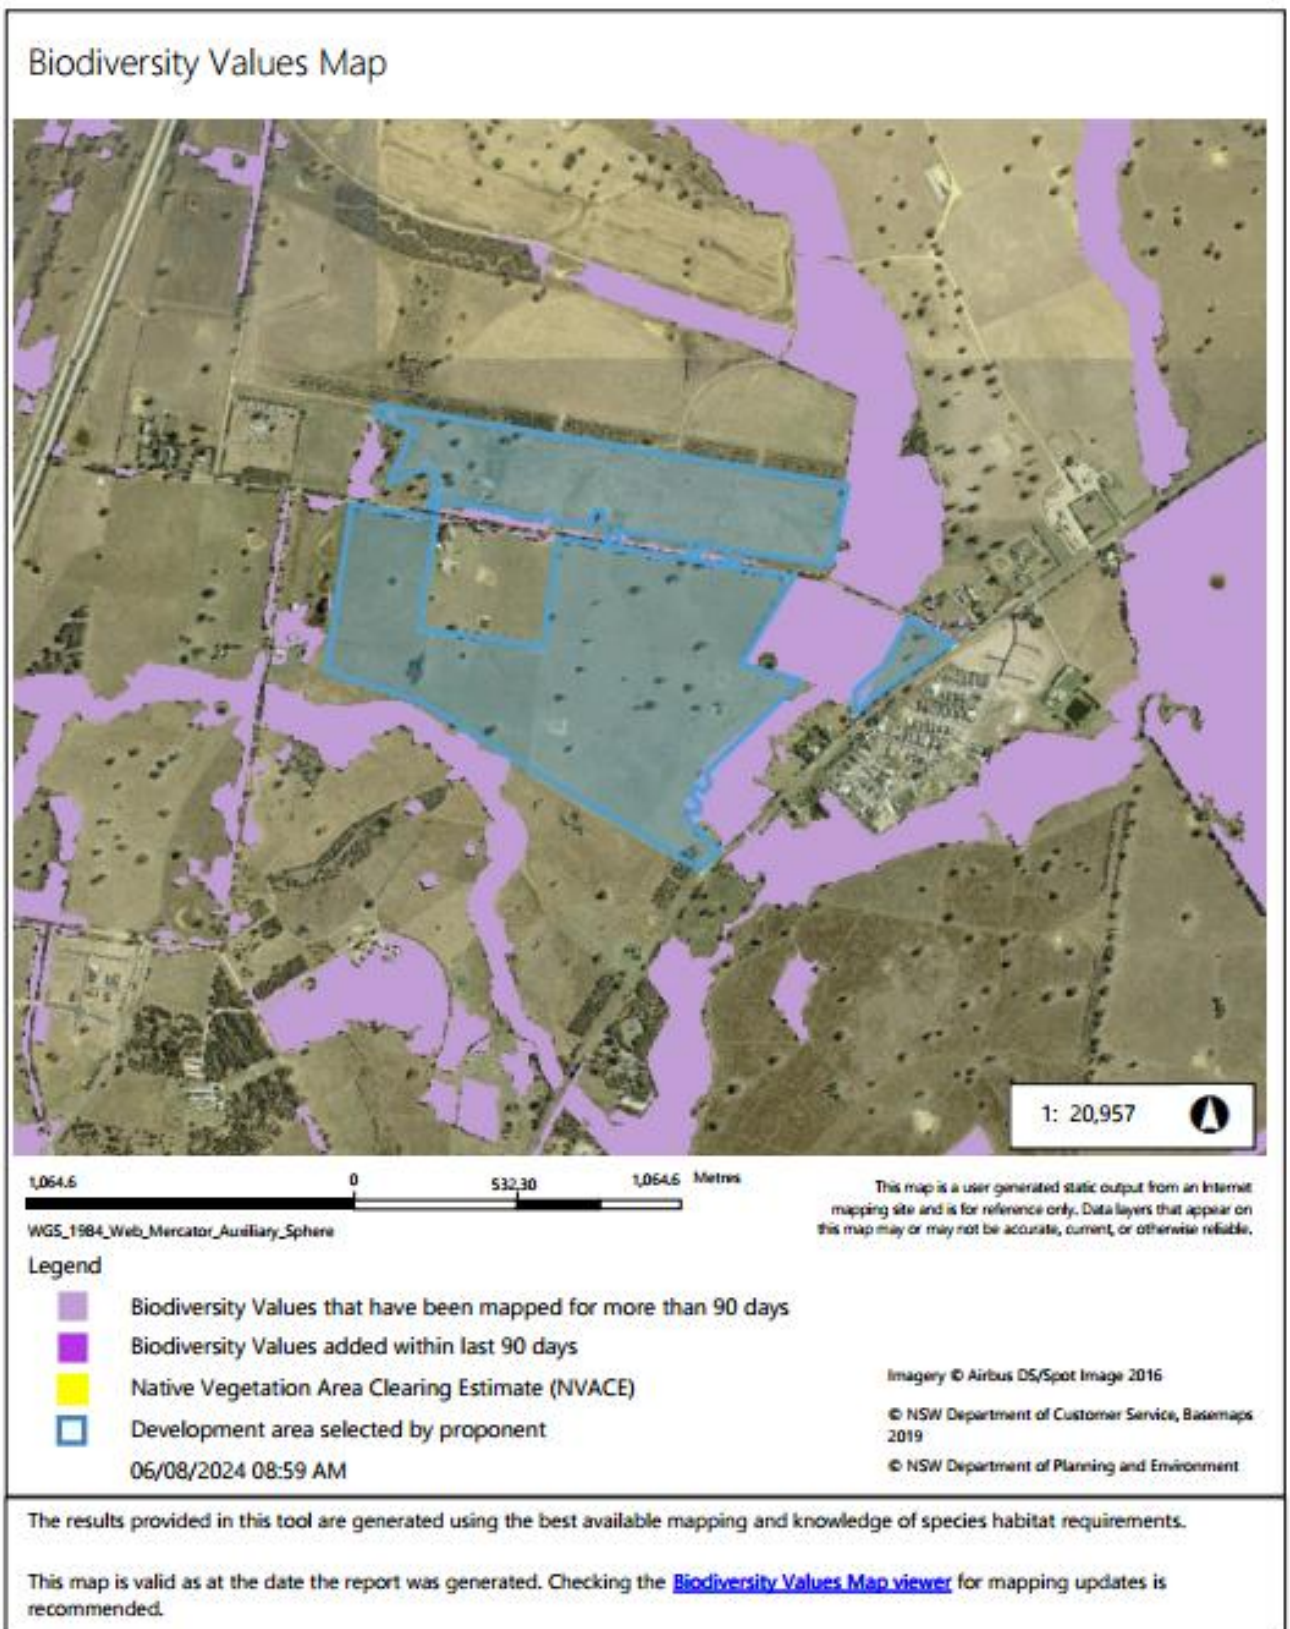 Biodiversity Values Map
1: 20,957
1,064.6 0 532.30 1,064.6 Metres
WGS_1984_Web_Mercator_Auxiliary_Sphere
This map is a user generated static output from an Internet
mapping site and is for reference only. Data layers that appear on
this map may or may not be accurate, current, or otherwise reliable.
Legend
Biodiversity Values that have been mapped for more than 90 days
Biodiversity Values added within last 90 days
Native Vegetation Area Clearing Estimate (NVACE)
Development area selected by proponent
06/08/2024 08:59 AM
Imagery © Airbus DS/Spot Image 2016
© NSW Department of Customer Service, Basemaps
2019
© NSW Department of Planning and Environment
The results provided in this tool are generated using the best available mapping and knowledge of species habitat requirements.
This map is valid as at the date the report was generated. Checking the Biodiversity Values Map viewer for mapping updates is
recommended.